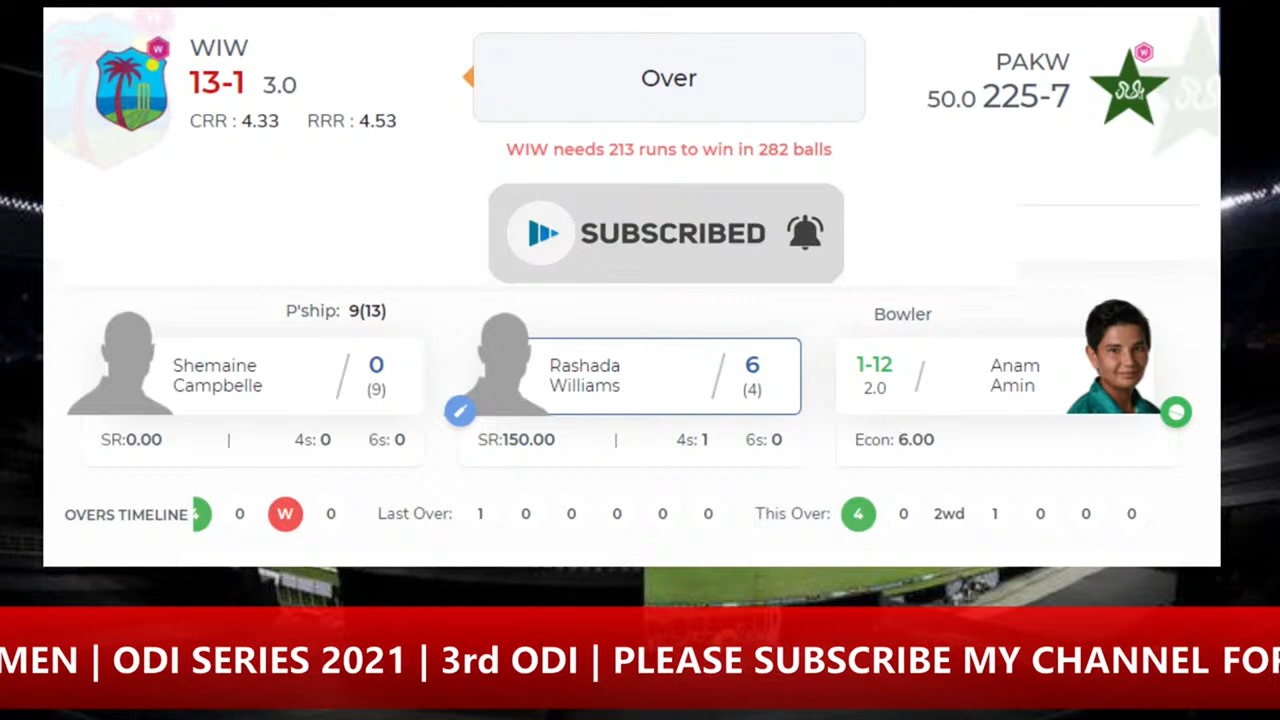 WIW
13-1 3.0
CRR : 4.33 RRR : 4.53
Over
WIW needs 213 runs to win in 282 balls
PAKW
50.0 225-7
SUBSCRIBED
P'ship: 9(13)
Shemaine
Campbelle
0
(9)
SR:0.00 | 4s: 0 6s: 0
Rashada
Williams
6
(4)
SR:150.00 | 4s: 1 6s: 0
Bowler
1-12
2.0
Anam
Amin
Econ: 6.00
OVERS TIMELINE 4 0 W 0 Last Over: 1 0 0 0 0 0 This Over: 4 0 2wd 1 0 0 0
MEN | ODI SERIES 2021 | 3rd ODI | PLEASE SUBSCRIBE MY CHANNEL FOR